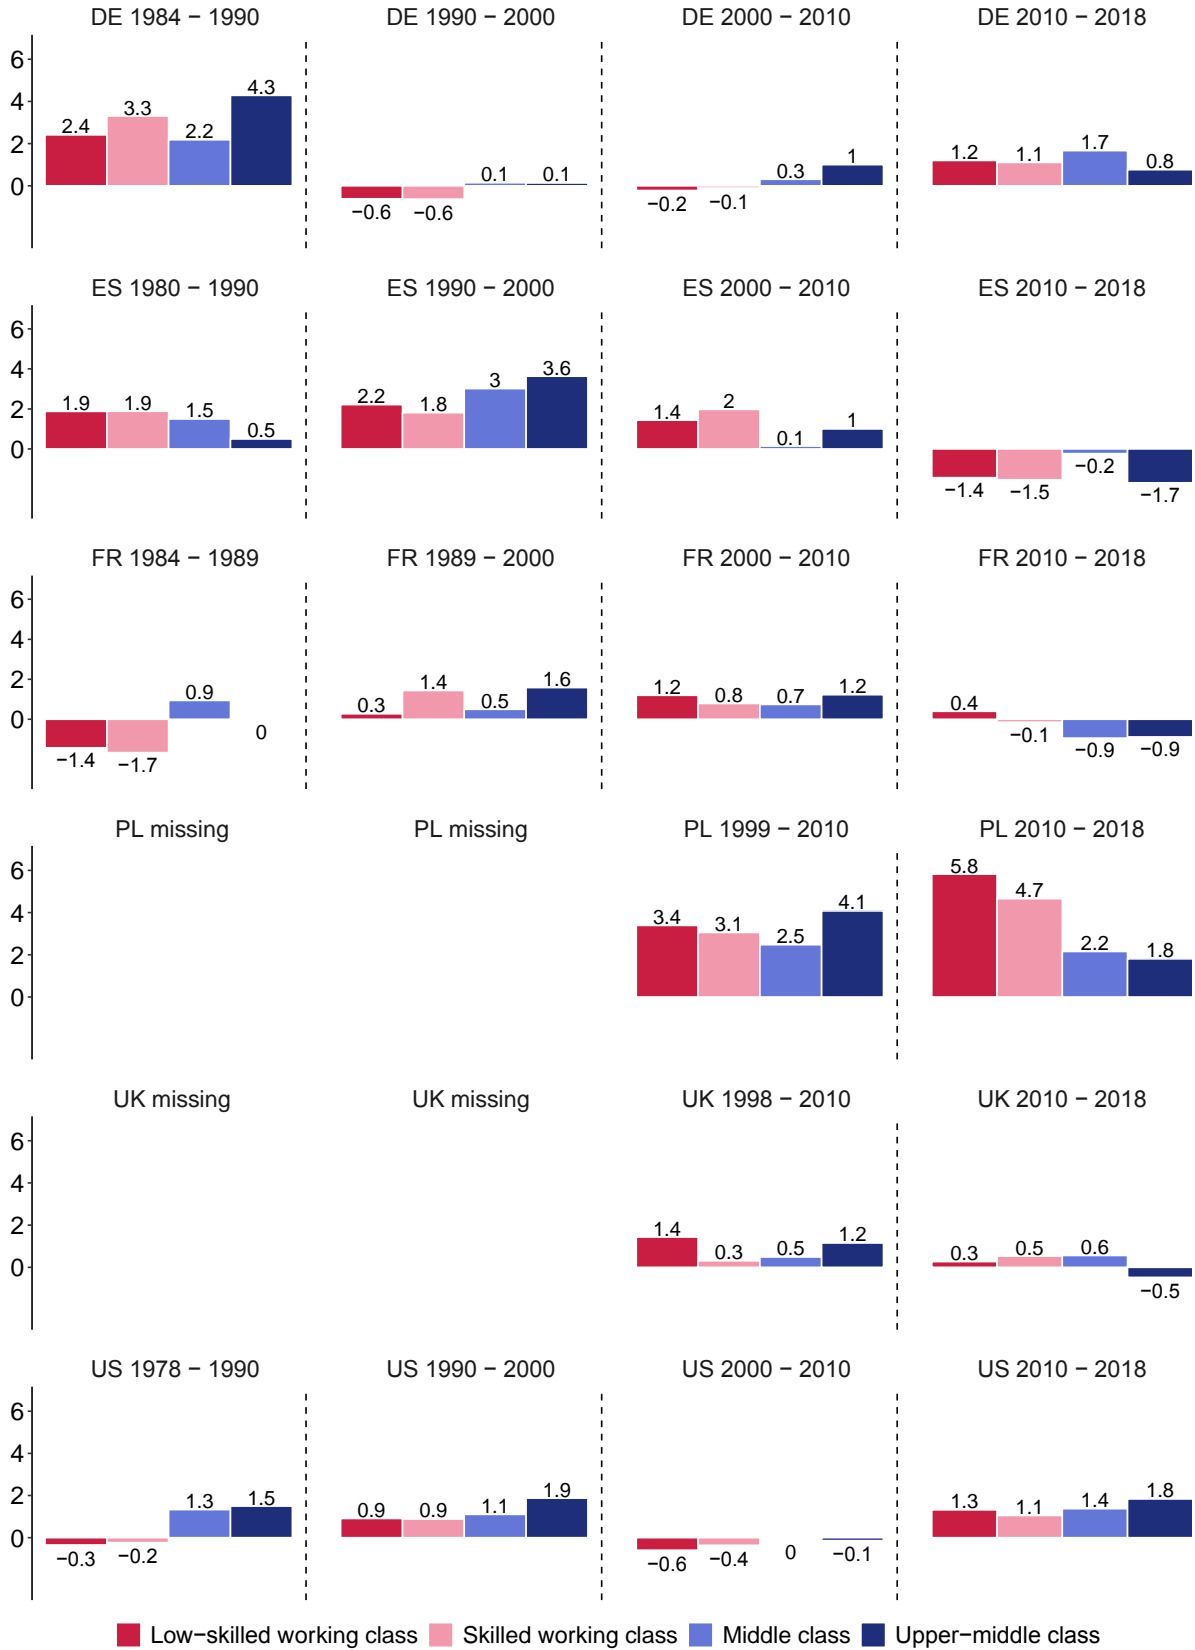 DE 1984 − 1990 DE 1990 − 2000 DE 2000 − 2010 DE 2010 − 2018
6
4
2
0
2.4 3.3 2.2 4.3
−0.6 −0.6 0.1 0.1
−0.2 −0.1 0.3 1
1.2 1.1 1.7 0.8
ES 1980 − 1990 ES 1990 − 2000 ES 2000 − 2010 ES 2010 − 2018
6
4
2
0
1.9 1.9 1.5 0.5
2.2 1.8 3 3.6
1.4 2 0.1 1
−1.4 −1.5 −0.2 −1.7
FR 1984 − 1989 FR 1989 − 2000 FR 2000 − 2010 FR 2010 − 2018
6
4
2
0
−1.4 −1.7 0.9 0
0.3 1.4 0.5 1.6
1.2 0.8 0.7 1.2
0.4 −0.1 −0.9 −0.9
PL missing PL missing PL 1999 − 2010 PL 2010 − 2018
6
4
2
0
3.4 3.1 2.5 4.1
5.8 4.7 2.2 1.8
UK missing UK missing UK 1998 − 2010 UK 2010 − 2018
6
4
2
0
1.4 0.3 0.5 1.2
0.3 0.5 0.6 −0.5
US 1978 − 1990 US 1990 − 2000 US 2000 − 2010 US 2010 − 2018
6
4
2
0
−0.3 −0.2 1.3 1.5
0.9 0.9 1.1 1.9
−0.6 −0.4 0 −0.1
1.3 1.1 1.4 1.8
Low−skilled working class Skilled working class Middle class Upper−middle class